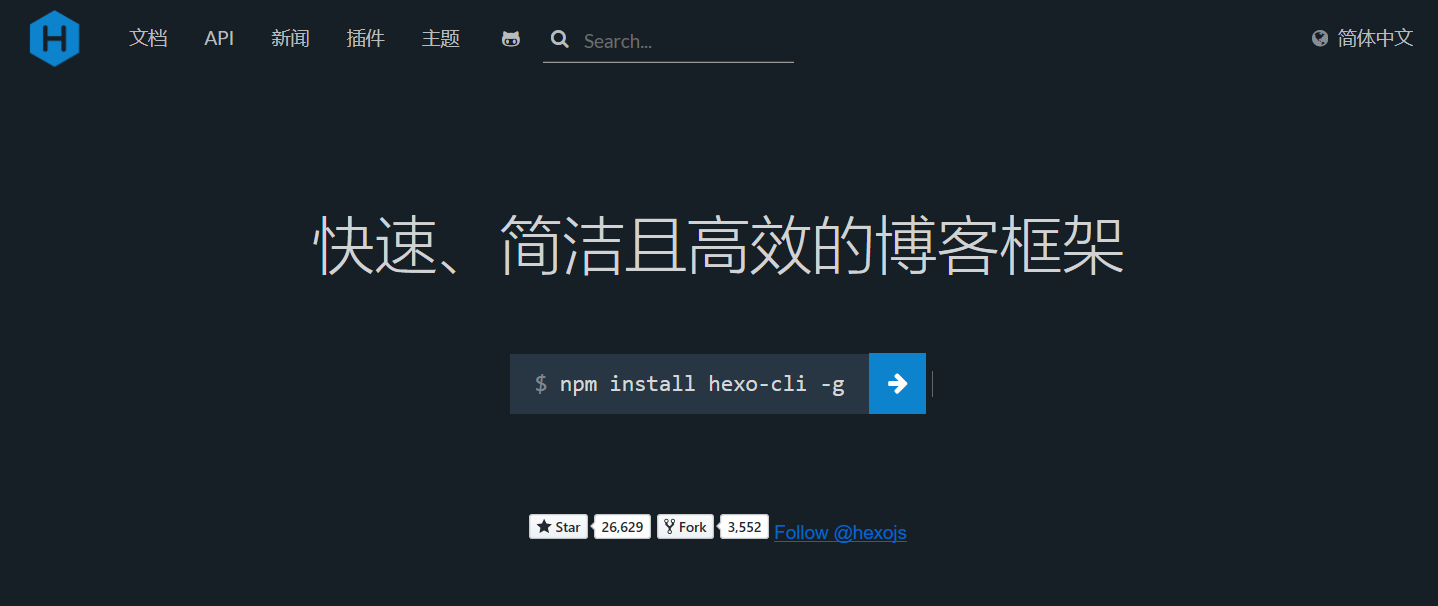 H 文档 API 新闻 插件 主题 Search... 简体中文
快速、简洁且高效的博客框架
$ npm install hexo-cli -g
Star 26,629 Fork 3,552 Follow @hexojs